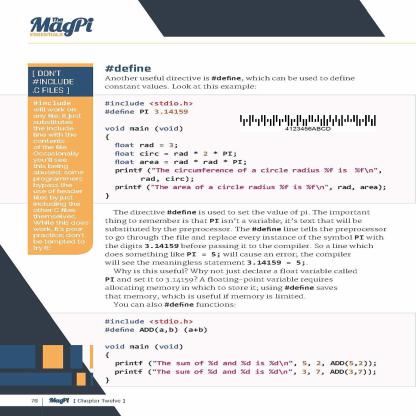 The
MagPi
ESSENTIALS
[ DON'T
#INCLUDE
.C FILES ]
#include
will work on
any file; it just
substitutes
the include
line with the
contents
of the file.
Occasionally
you'll see
this being
abused; some
programmers
bypass the
use of header
files by just
including the
other C files
themselves.
While this does
work, it's poor
practice; don't
be tempted to
try it!
#define
Another useful directive is #define, which can be used to define
constant values. Look at this example:
#include <stdio.h>
#define PI 3.14159
4123456ABCD
void main (void)
{
float rad = 3;
float circ = rad * 2 * PI;
float area = rad * rad * PI;
printf ("The circumference of a circle radius %f is %f\n",
rad, circ);
printf ("The area of a circle radius %f is %f\n", rad, area);
}
The directive #define is used to set the value of pi. The important
thing to remember is that PI isn't a variable; it's text that will be
substituted by the preprocessor. The #define line tells the preprocessor
to go through the file and replace every instance of the symbol PI with
the digits 3.14159 before passing it to the compiler. So a line which
does something like PI = 5; will cause an error; the compiler
will see the meaningless statement 3.14159 = 5;.
Why is this useful? Why not just declare a float variable called
PI and set it to 3.14159? A floating-point variable requires
allocating memory in which to store it; using #define saves
that memory, which is useful if memory is limited.
You can also #define functions:
#include <stdio.h>
#define ADD(a,b) (a+b)
void main (void)
{
printf ("The sum of %d and %d is %d\n", 5, 2, ADD(5,2));
printf ("The sum of %d and %d is %d\n", 3, 7, ADD(3,7));
}
76 MagPi [ Chapter Twelve ]